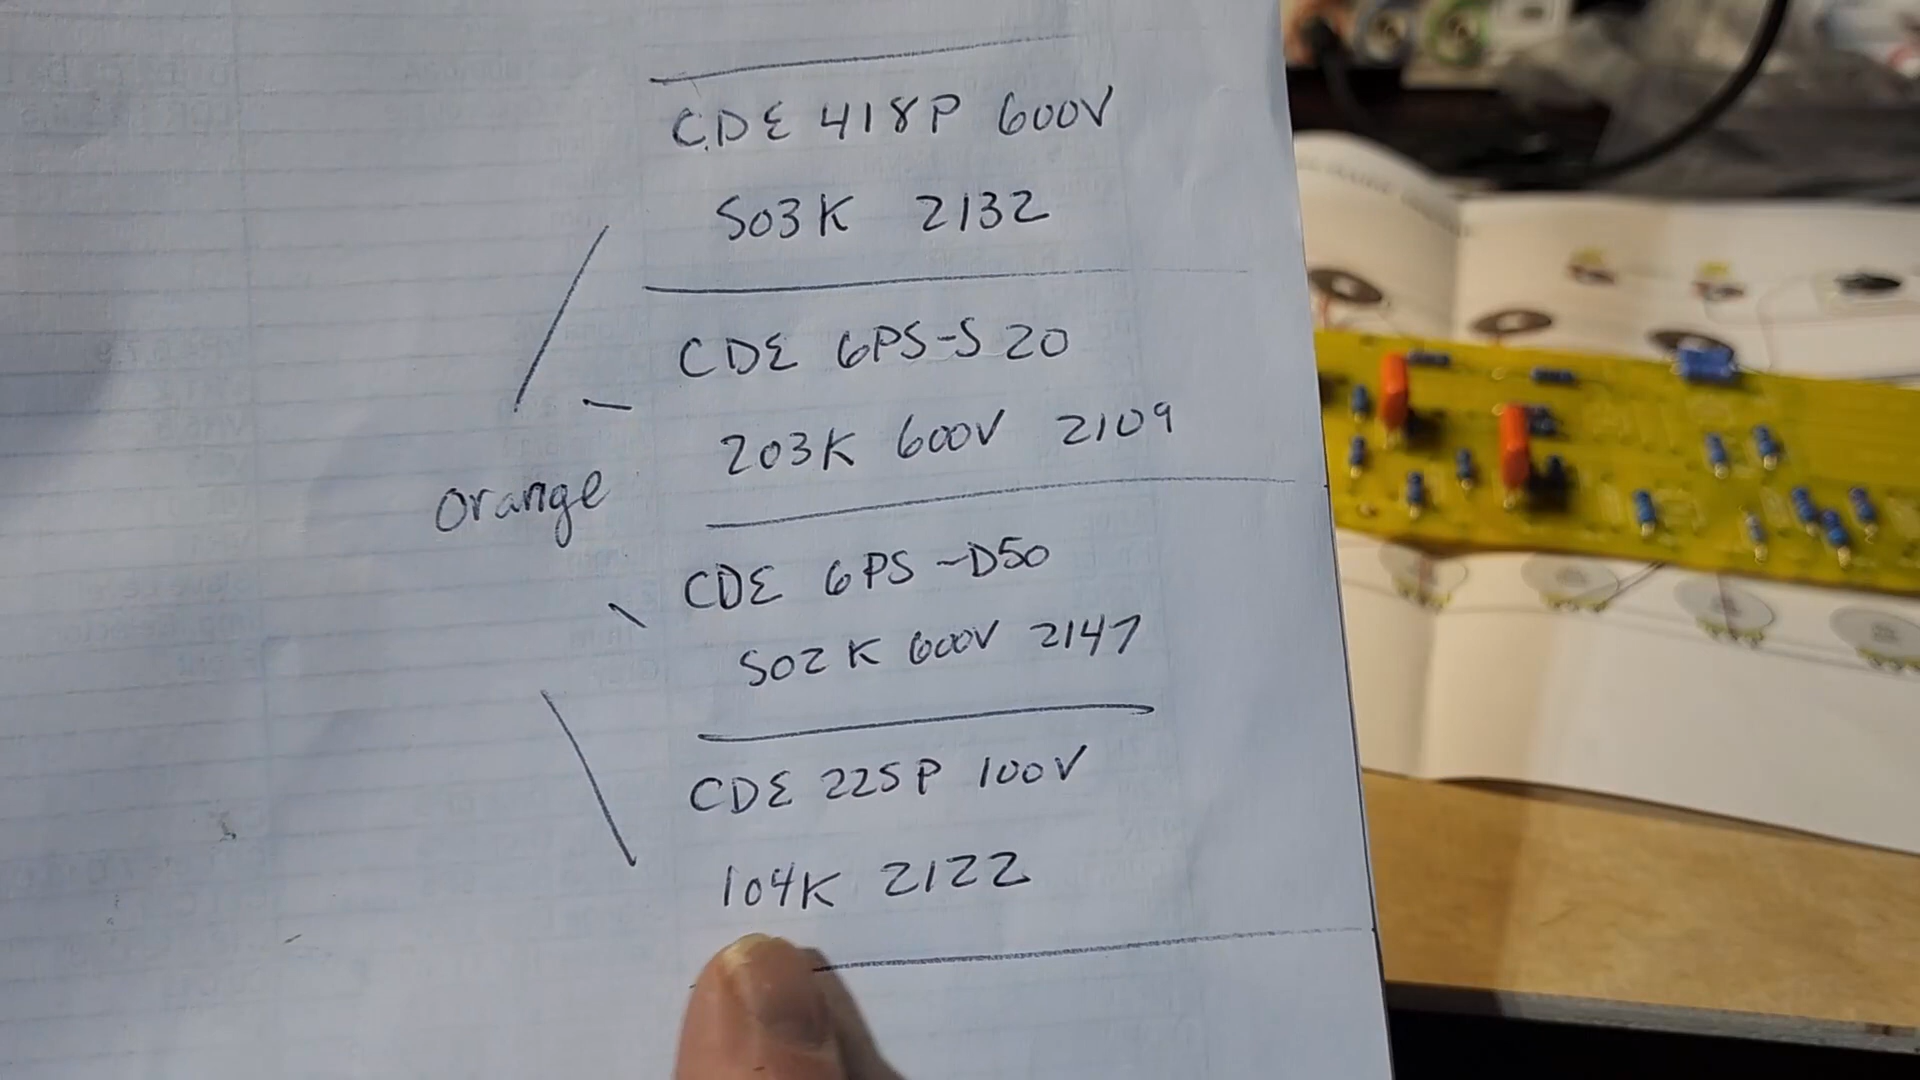 CDE 418P 600V
503K 2132
CDE 6PS-S20
203K 600V 2109
orange
CDE 6PS-D50
502K 600V 2147
CDE 225P 100V
104K 2122